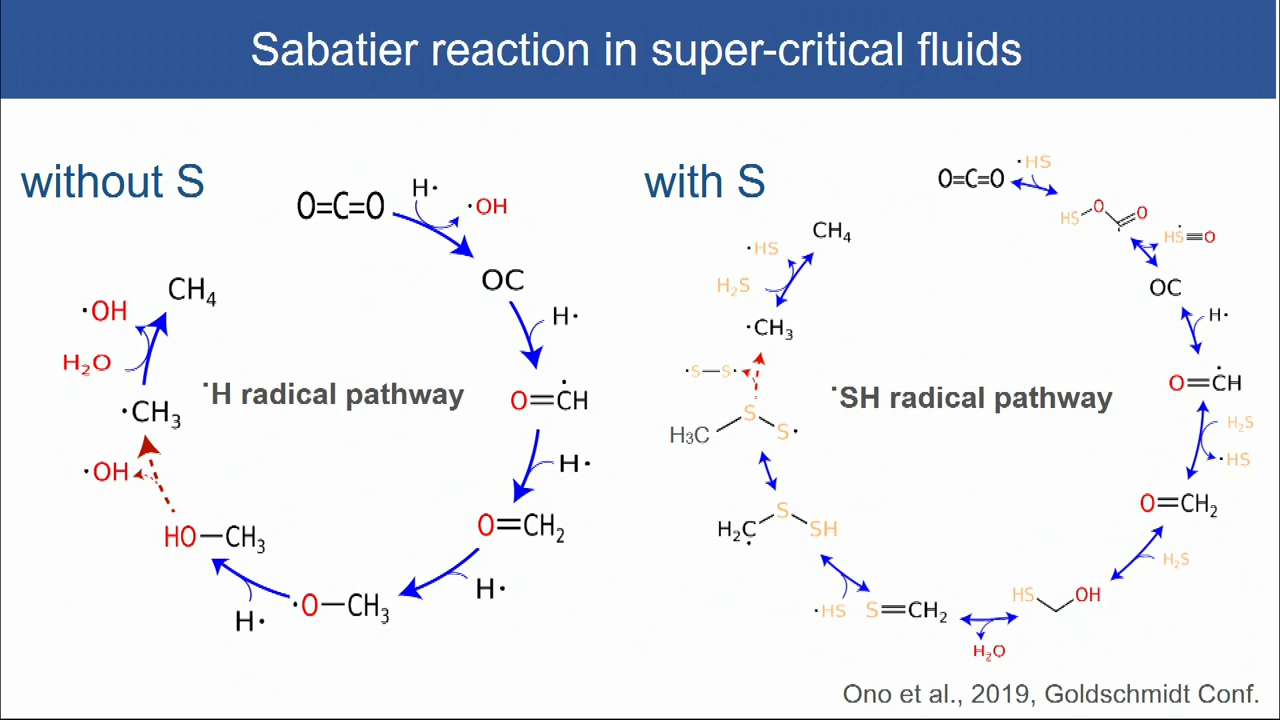 Sabatier reaction in super-critical fluids
without S
O=C=O
H·
·OH
OC
H·
O=ĊH
H·
O=CH₂
H·
·O—CH₃
H·
HO—CH₃
·OH
·CH₃
H₂O
·OH
CH₄
·H radical pathway
with S
O=C=O
·HS
HS O O
HS≡O
OC
H·
O=ĊH
H₂S
·HS
O=CH₂
H₂S
HS OH
H₂O
S=CH₂
·HS
H₂C· S SH
H₃C S S·
·S—S·
·CH₃
H₂S
·HS
CH₄
·SH radical pathway
Ono et al., 2019, Goldschmidt Conf.